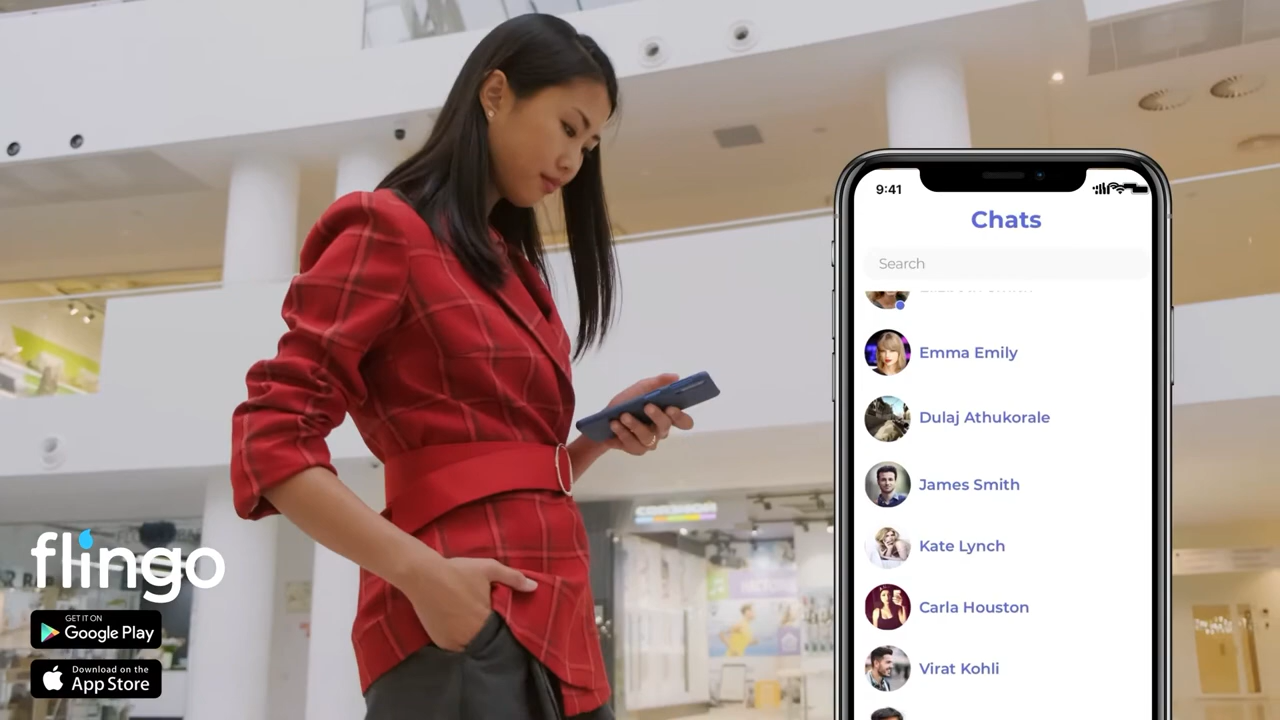 flingo
GET IT ON
Google Play
Download on the
App Store
9:41
Chats
Search
Emma Emily
Dulaj Athukorale
James Smith
Kate Lynch
Carla Houston
Virat Kohli